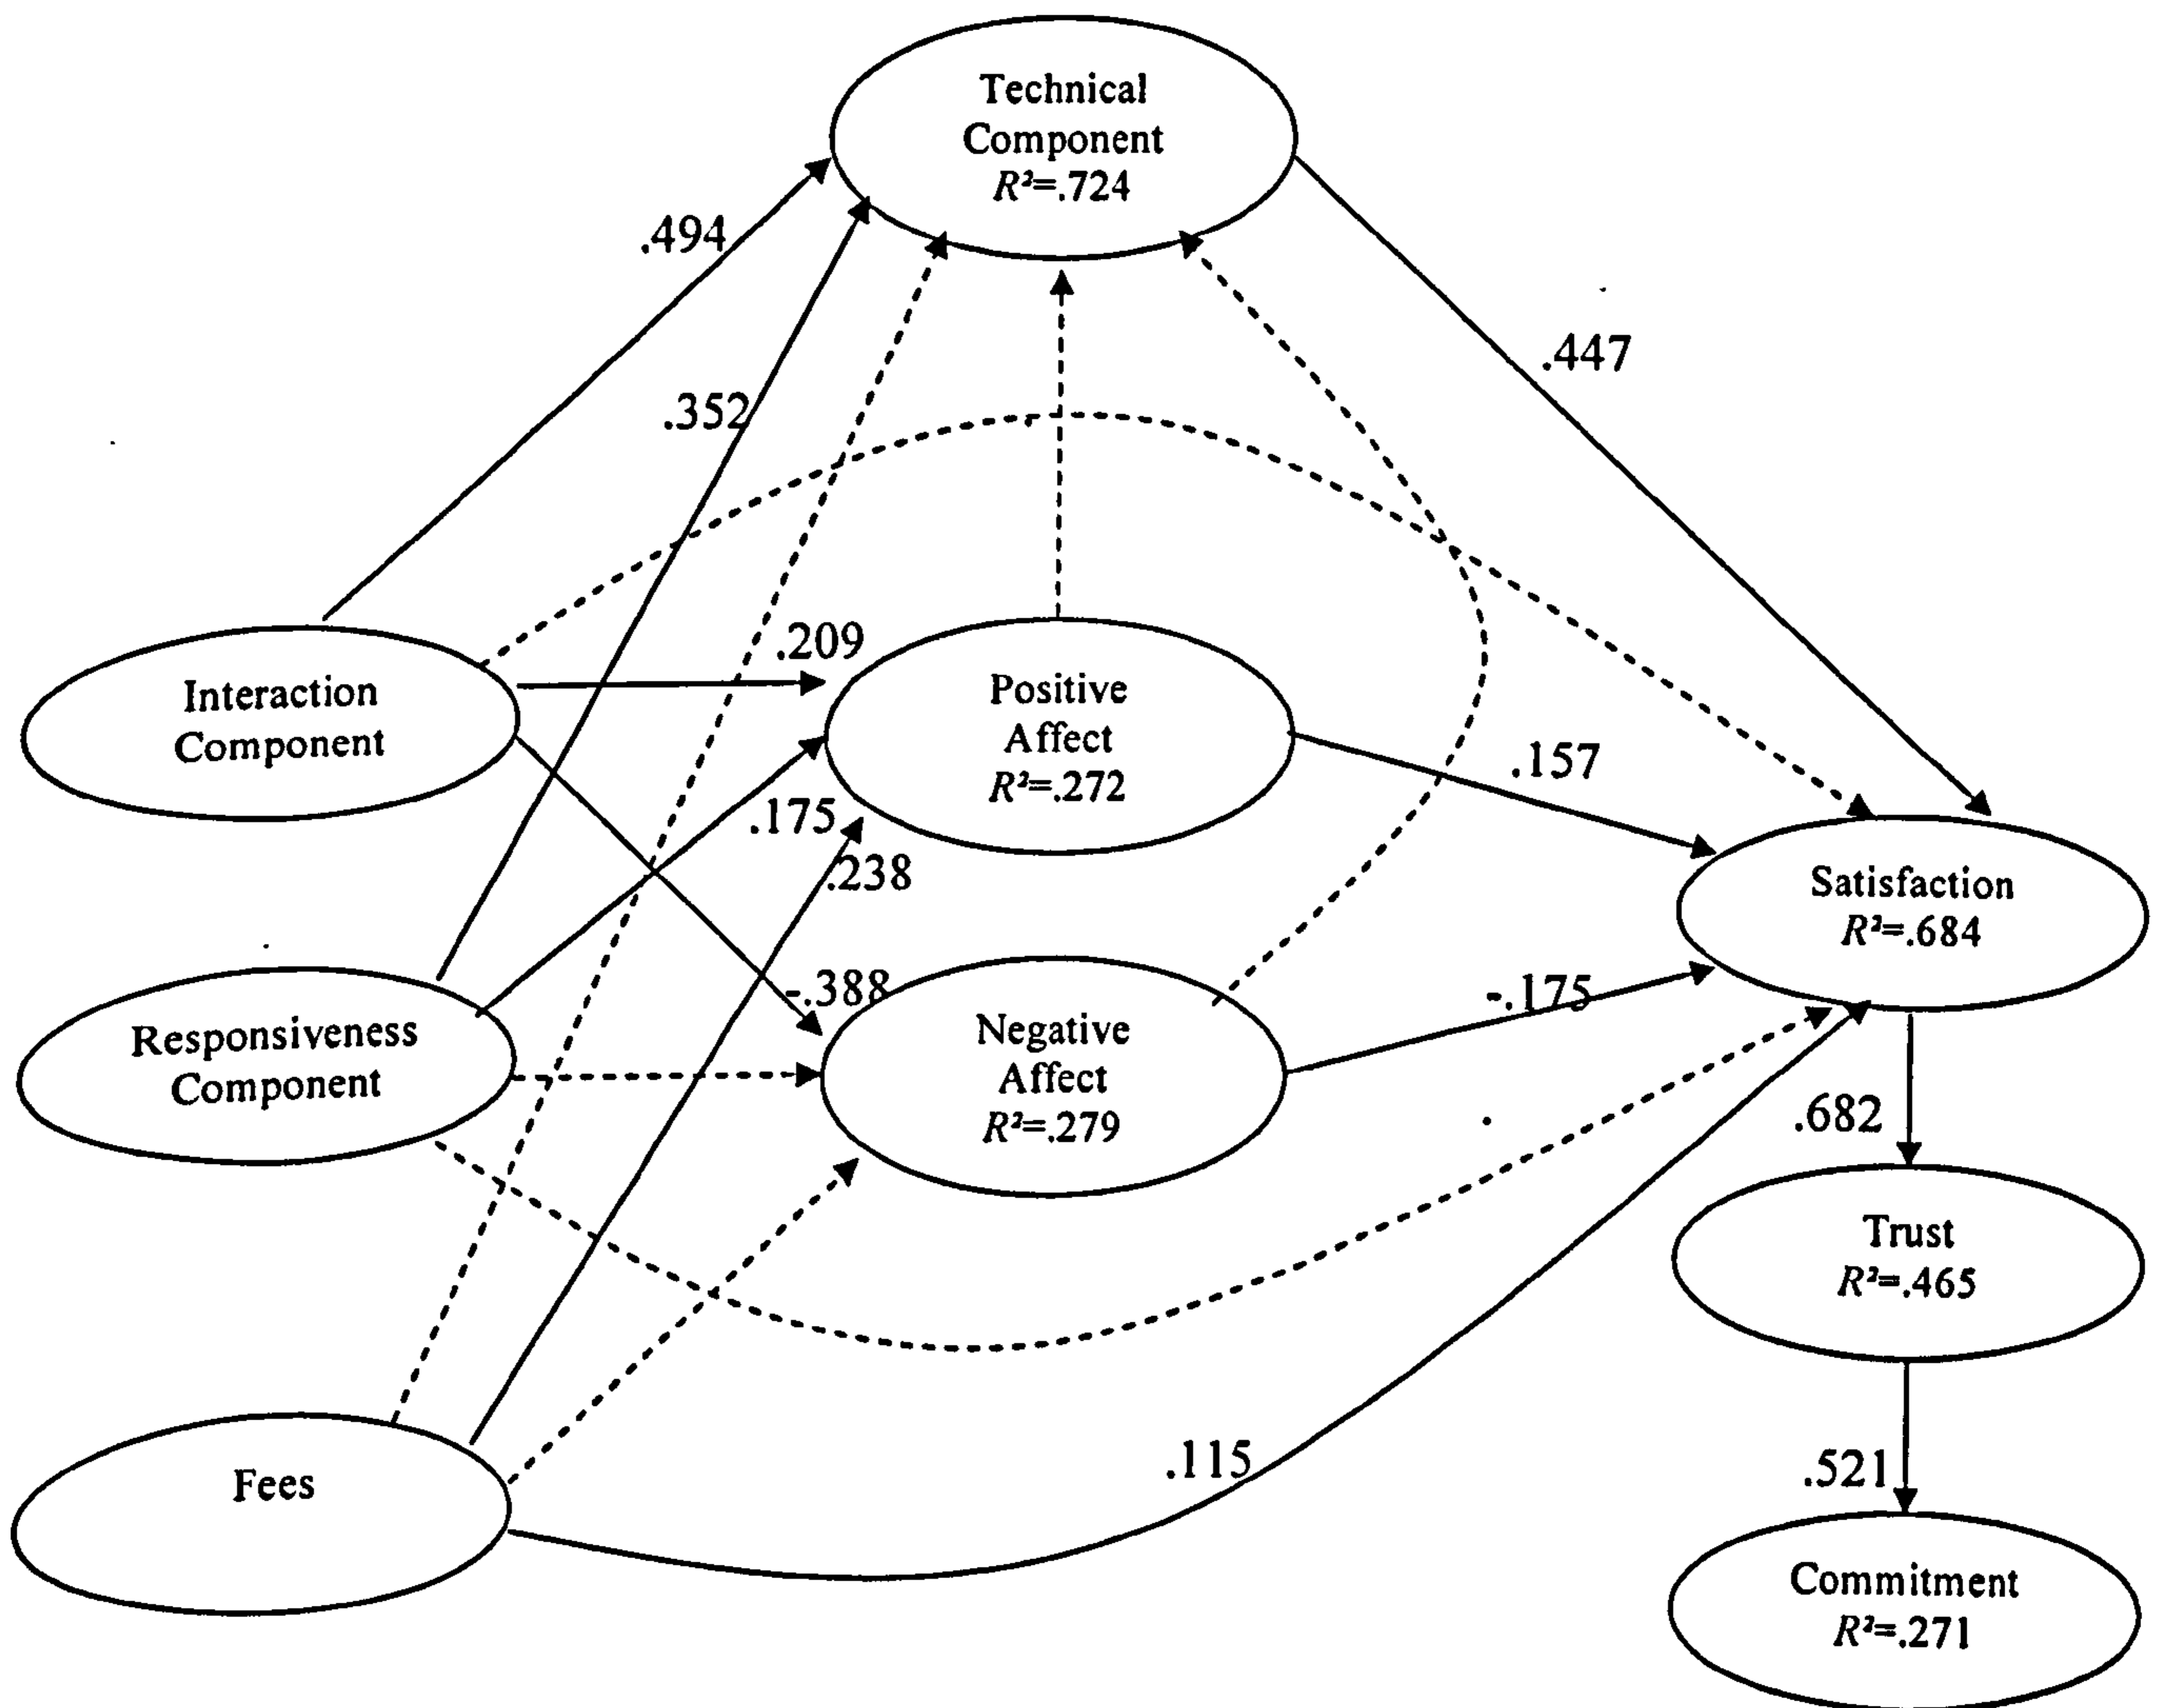 Technical
Component
R²=.724
.494
.447
.352
.209
Interaction
Component
Positive
Affect
R²=.272
.157
.175
.238
Satisfaction
R²=.684
-.388
-.175
Responsiveness
Component
Negative
Affect
R²=.279
.682
Trust
R²=.465
Fees
.115
.521
Commitment
R²=.271